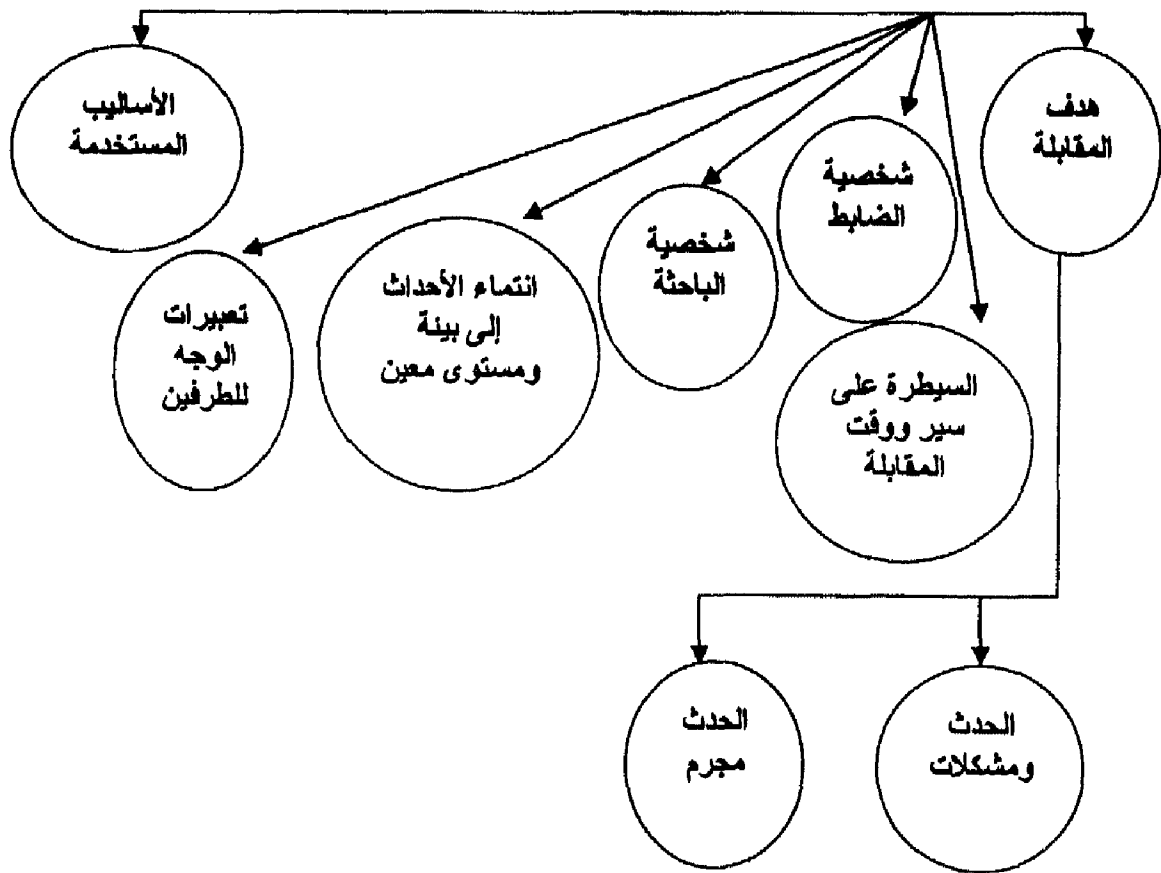 هدف
المقابلة
شخصية
الضابط
السيطرة على
سير ووقت
المقابلة
شخصية
الباحثة
انتماء الأحداث
إلى بيئة
ومستوى معين
تعبيرات
الوجه
للطرفين
الأساليب
المستخدمة
الحدث
ومشكلات
الحدث
مجرم